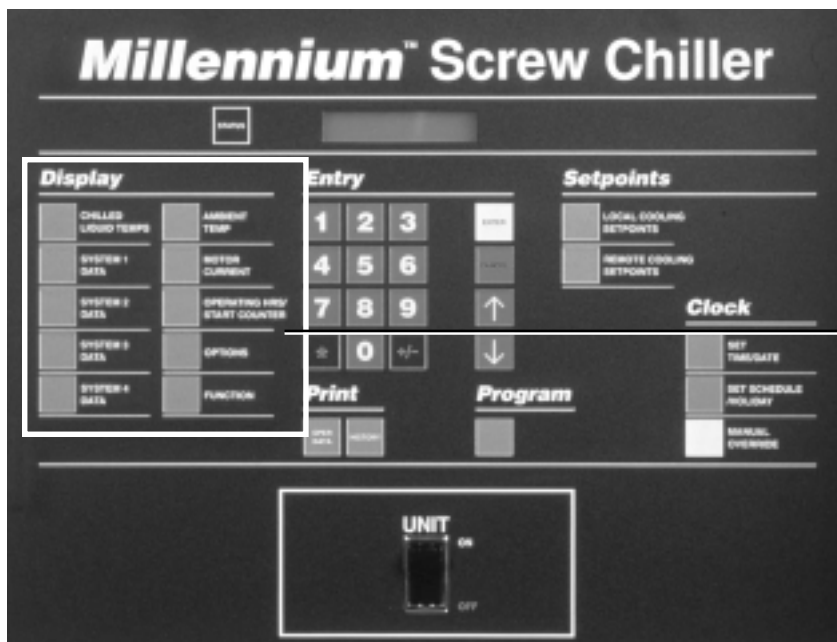 Millennium™ Screw Chiller
STATUS
Display
CHILLED
LIQUID TEMPS
AMBIENT
TEMP
SYSTEM 1
DATA
MOTOR
CURRENT
SYSTEM 2
DATA
OPERATING HRS/
START COUNTER
SYSTEM 3
DATA
OPTIONS
SYSTEM 4
DATA
FUNCTION
Entry
1 2 3
ENTER
4 5 6
7 8 9 ↑
* 0 +/- ↓
Setpoints
LOCAL COOLING
SETPOINTS
REMOTE COOLING
SETPOINTS
Clock
SET
TIME/DATE
SET SCHEDULE
/HOLIDAY
MANUAL
OVERRIDE
Print
OPER
DATA
HISTORY
Program
UNIT
ON
OFF